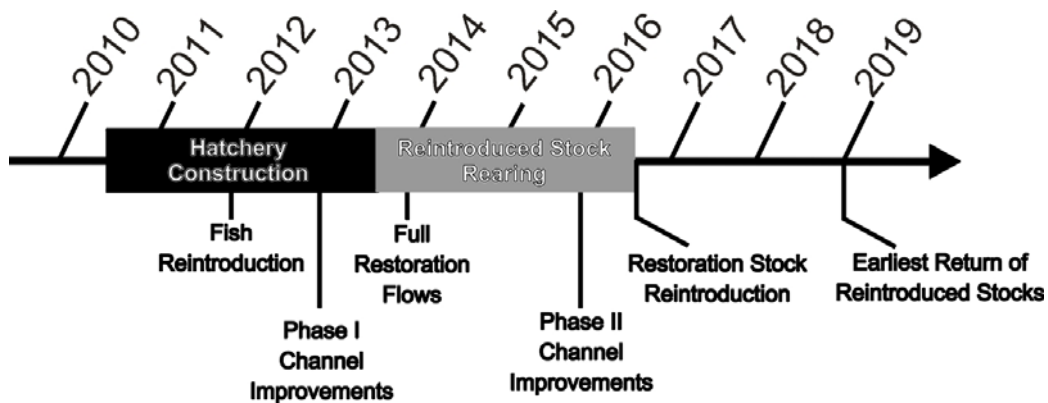 2010
2011
2012
2013
2014
2015
2016
2017
2018
2019
Hatchery
Construction
Reintroduced Stock
Rearing
Fish
Reintroduction
Full
Restoration
Flows
Restoration Stock
Reintroduction
Earliest Return of
Reintroduced Stocks
Phase I
Channel
Improvements
Phase II
Channel
Improvements